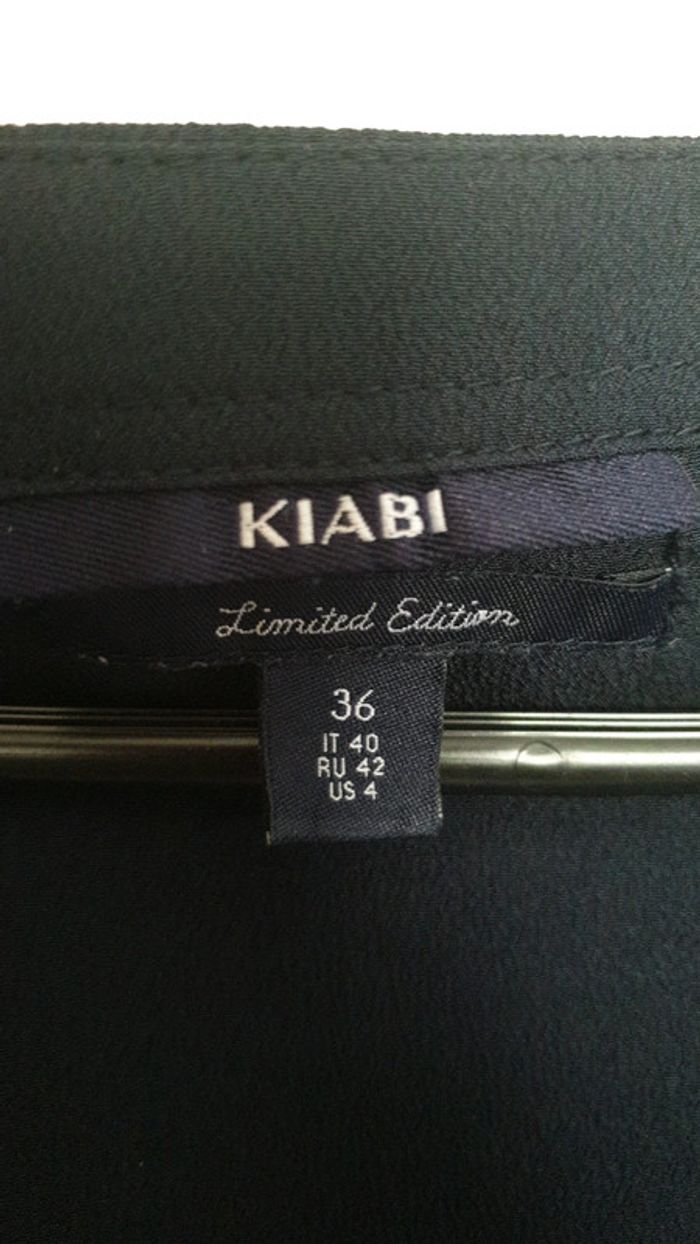 KIABI
Limited Edition
36
IT 40
RU 42
US 4